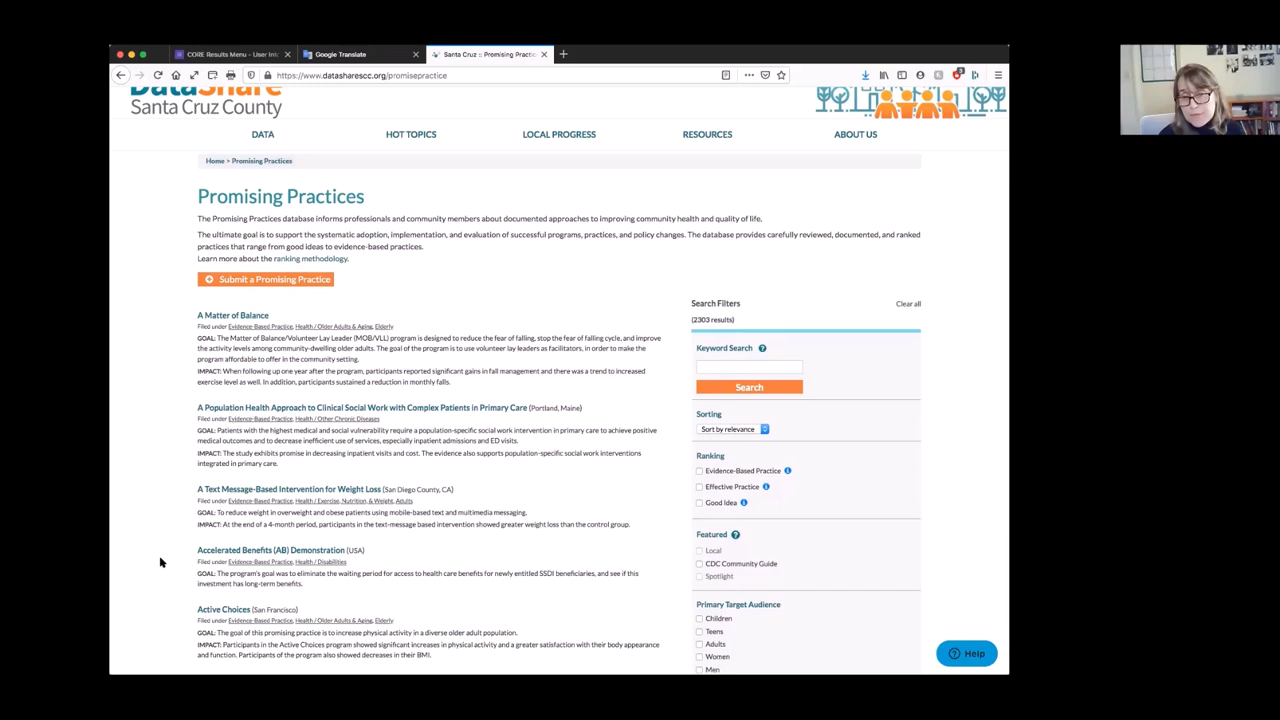 CORE Results Menu - User Int
Google Translate
Santa Cruz :: Promising Practic
https://www.datasharescc.org/promisepractice
DataShare
Santa Cruz County
DATA
HOT TOPICS
LOCAL PROGRESS
RESOURCES
ABOUT US
Home > Promising Practices
Promising Practices
The Promising Practices database informs professionals and community members about documented approaches to improving community health and quality of life.
The ultimate goal is to support the systematic adoption, implementation, and evaluation of successful programs, practices, and policy changes. The database provides carefully reviewed, documented, and ranked
practices that range from good ideas to evidence-based practices.
Learn more about the ranking methodology.
Submit a Promising Practice
A Matter of Balance
Filed under Evidence-Based Practice, Health / Older Adults & Aging, Elderly
GOAL: The Matter of Balance/Volunteer Lay Leader (MOB/VLL) program is designed to reduce the fear of falling, stop the fear of falling cycle, and improve
the activity levels among community-dwelling older adults. The goal of the program is to use volunteer lay leaders as facilitators, in order to make the
program affordable to offer in the community setting.
IMPACT: When following up one year after the program, participants reported significant gains in fall management and there was a trend to increased
exercise level as well. In addition, participants sustained a reduction in monthly falls.
A Population Health Approach to Clinical Social Work with Complex Patients in Primary Care (Portland, Maine)
Filed under Evidence-Based Practice, Health / Other Chronic Diseases
GOAL: Patients with the highest medical and social vulnerability require a population-specific social work intervention in primary care to achieve positive
medical outcomes and to decrease inefficient use of services, especially inpatient admissions and ED visits.
IMPACT: The study exhibits promise in decreasing inpatient visits and cost. The evidence also supports population-specific social work interventions
integrated in primary care.
A Text Message-Based Intervention for Weight Loss (San Diego County, CA)
Filed under Evidence-Based Practice, Health / Exercise, Nutrition, & Weight, Adults
GOAL: To reduce weight in overweight and obese patients using mobile-based text and multimedia messaging.
IMPACT: At the end of a 4-month period, participants in the text-message based intervention showed greater weight loss than the control group.
Accelerated Benefits (AB) Demonstration (USA)
Filed under Evidence-Based Practice, Health / Disabilities
GOAL: The program's goal was to eliminate the waiting period for access to health care benefits for newly entitled SSDI beneficiaries, and see if this
investment has long-term benefits.
Active Choices (San Francisco)
Filed under Evidence-Based Practice, Health / Older Adults & Aging, Elderly
GOAL: The goal of this promising practice is to increase physical activity in a diverse older adult population.
IMPACT: Participants in the Active Choices program showed significant increases in physical activity and a greater satisfaction with their body appearance
and function. Participants of the program also showed decreases in their BMI.
Search Filters
Clear all
(2303 results)
Keyword Search
Search
Sorting
Sort by relevance
Ranking
Evidence-Based Practice
Effective Practice
Good Idea
Featured
Local
CDC Community Guide
Spotlight
Primary Target Audience
Children
Teens
Adults
Women
Men
Help